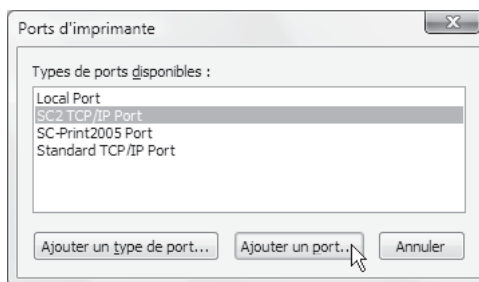 Ports d'imprimante
Types de ports disponibles :
Local Port
SC2 TCP/IP Port
SC-Print2005 Port
Standard TCP/IP Port
Ajouter un type de port... Ajouter un port... Annuler